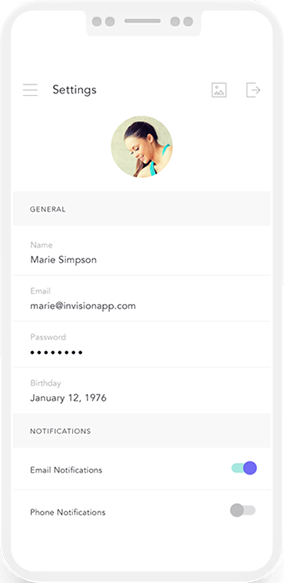 Settings
GENERAL
Name
Marie Simpson
Email
marie@invisionapp.com
Password
••••••••
Birthday
January 12, 1976
NOTIFICATIONS
Email Notifications
Phone Notifications